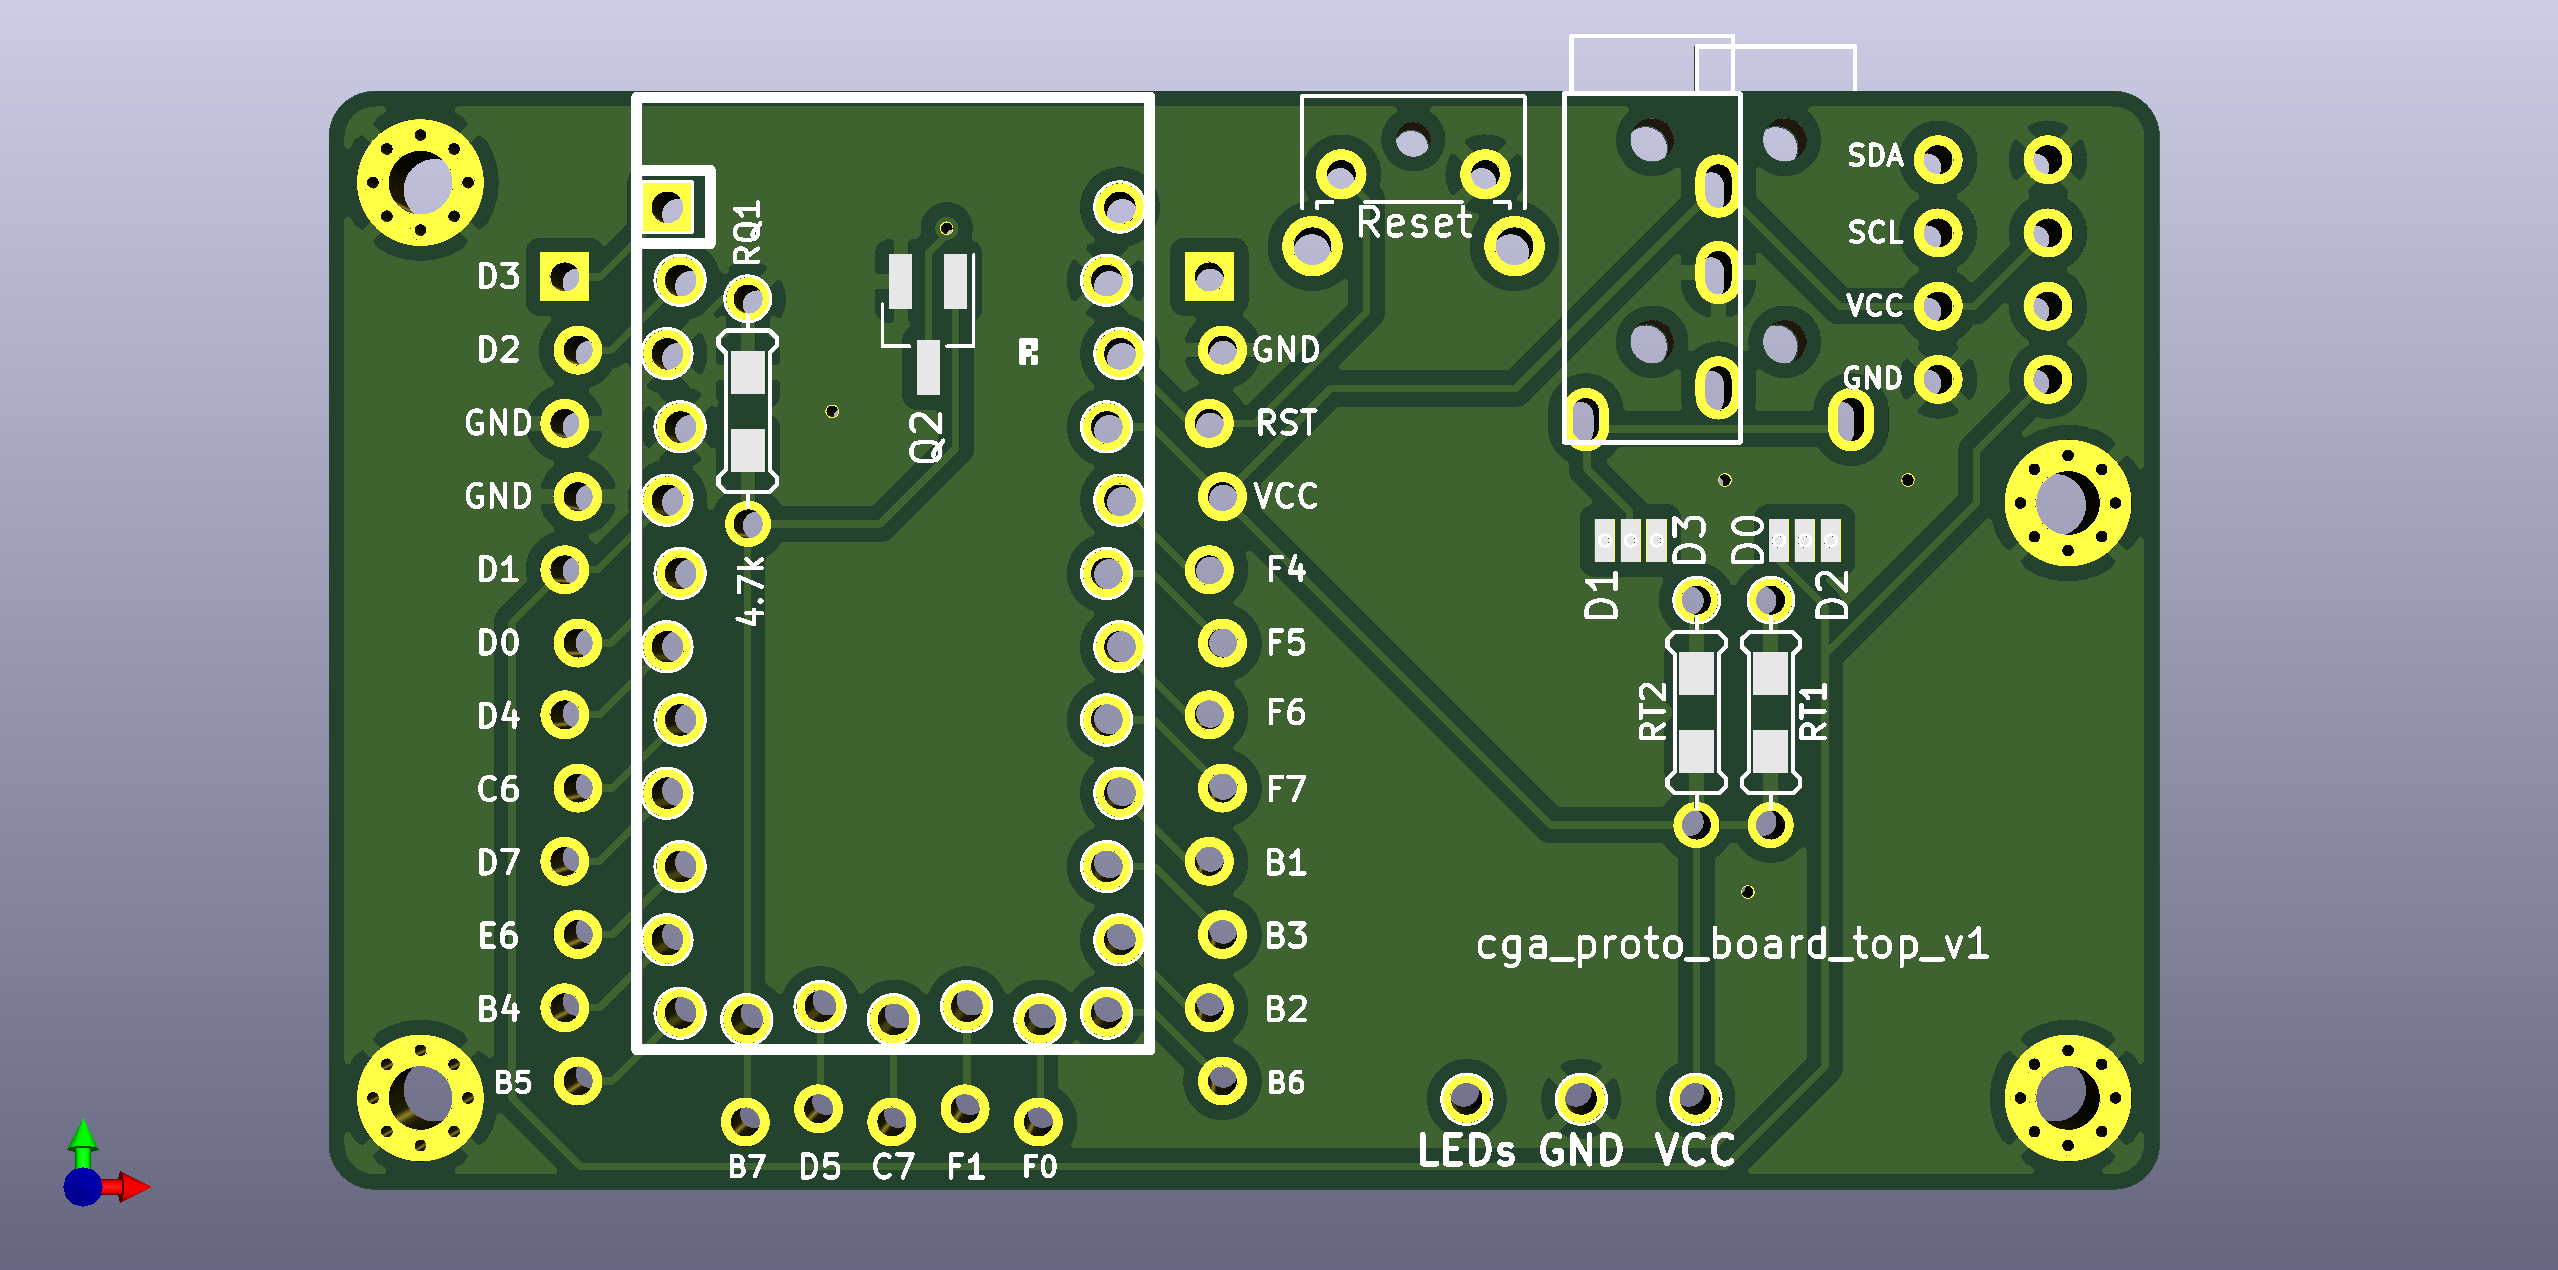 D3
D2
GND
GND
D1
D0
D4
C6
D7
E6
B4
B5
RQ1
4.7k
Q2
R
Reset
GND
RST
VCC
F4
F5
F6
F7
B1
B3
B2
B6
B7 D5 C7 F1 F0
SDA
SCL
VCC
GND
D1
D3
D0
D2
RT2
RT1
cga_proto_board_top_v1
LEDs GND VCC